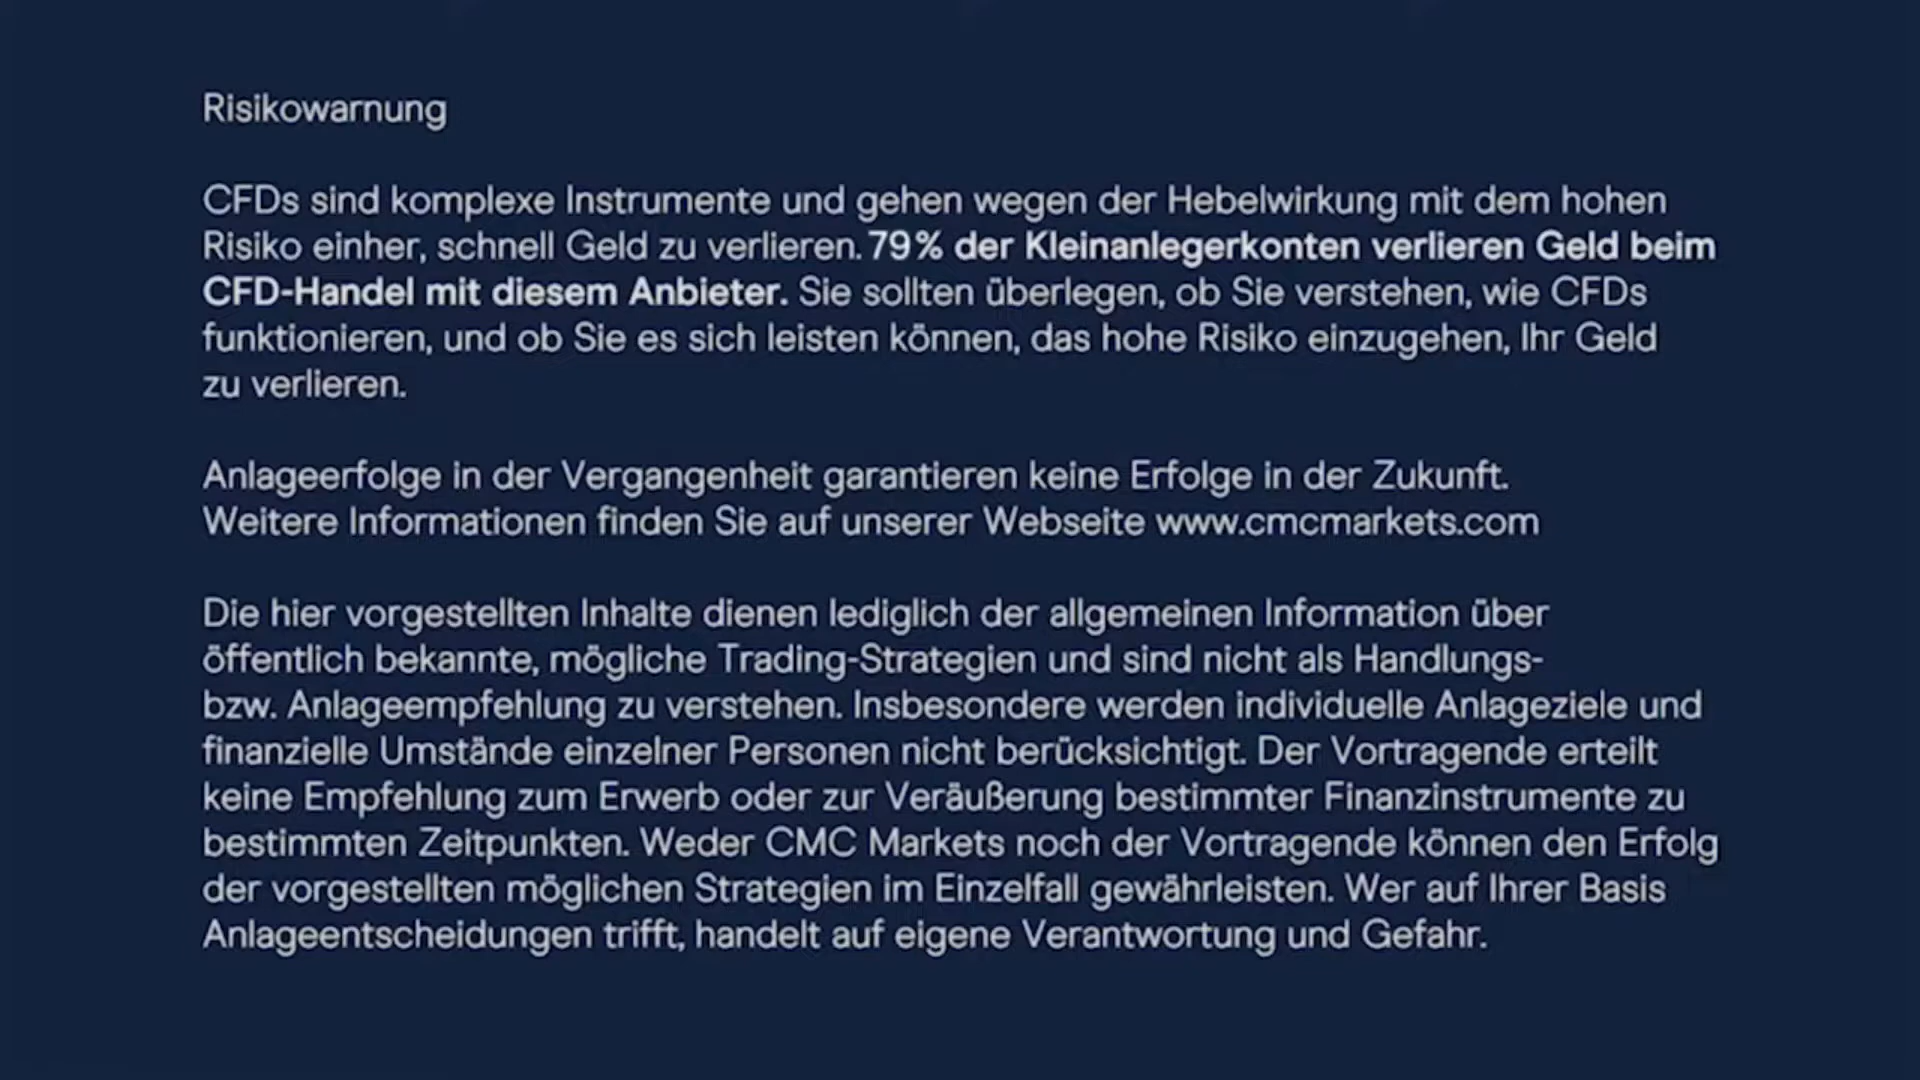 Risikowarnung
CFDs sind komplexe Instrumente und gehen wegen der Hebelwirkung mit dem hohen
Risiko einher, schnell Geld zu verlieren. 79% der Kleinanlegerkonten verlieren Geld beim
CFD-Handel mit diesem Anbieter. Sie sollten überlegen, ob Sie verstehen, wie CFDs
funktionieren, und ob Sie es sich leisten können, das hohe Risiko einzugehen, Ihr Geld
zu verlieren.
Anlageerfolge in der Vergangenheit garantieren keine Erfolge in der Zukunft.
Weitere Informationen finden Sie auf unserer Webseite www.cmcmarkets.com
Die hier vorgestellten Inhalte dienen lediglich der allgemeinen Information über
öffentlich bekannte, mögliche Trading-Strategien und sind nicht als Handlungs-
bzw. Anlageempfehlung zu verstehen. Insbesondere werden individuelle Anlageziele und
finanzielle Umstände einzelner Personen nicht berücksichtigt. Der Vortragende erteilt
keine Empfehlung zum Erwerb oder zur Veräußerung bestimmter Finanzinstrumente zu
bestimmten Zeitpunkten. Weder CMC Markets noch der Vortragende können den Erfolg
der vorgestellten möglichen Strategien im Einzelfall gewährleisten. Wer auf Ihrer Basis
Anlageentscheidungen trifft, handelt auf eigene Verantwortung und Gefahr.